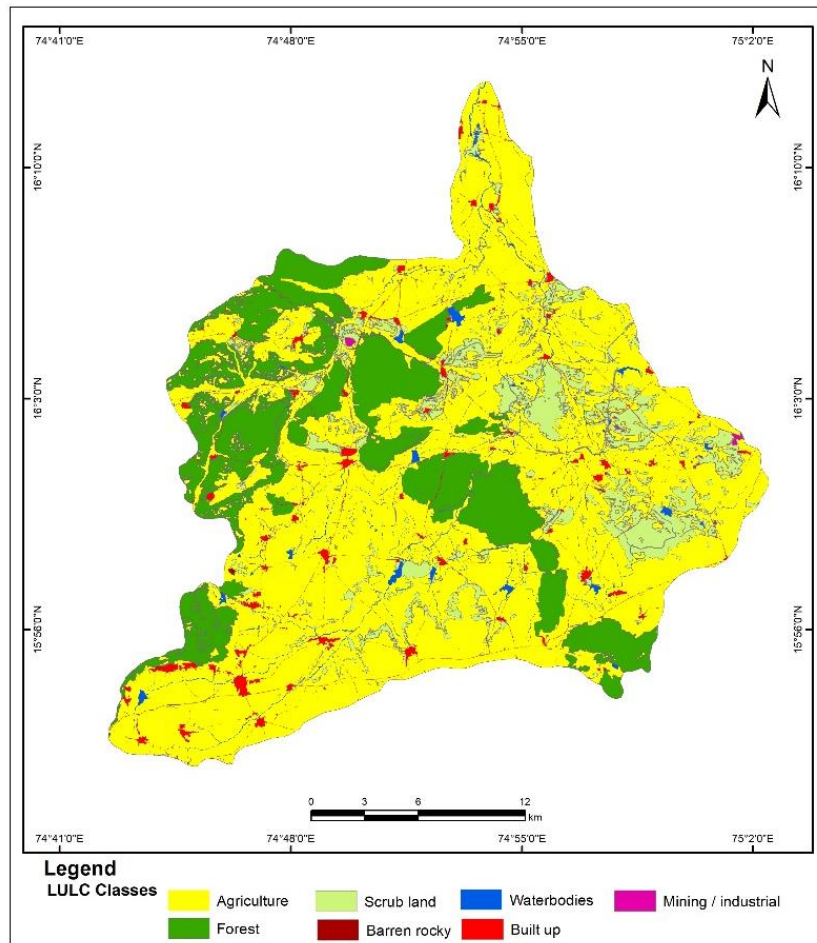 74°41'0"E 74°48'0"E 74°55'0"E 75°2'0"E
N
16°10'0"N 16°10'0"N
16°3'0"N 16°3'0"N
15°56'0"N 15°56'0"N
0 3 6 12
km
74°41'0"E 74°48'0"E 74°55'0"E 75°2'0"E
Legend
LULC Classes
Agriculture Scrub land Waterbodies Mining / industrial
Forest Barren rocky Built up